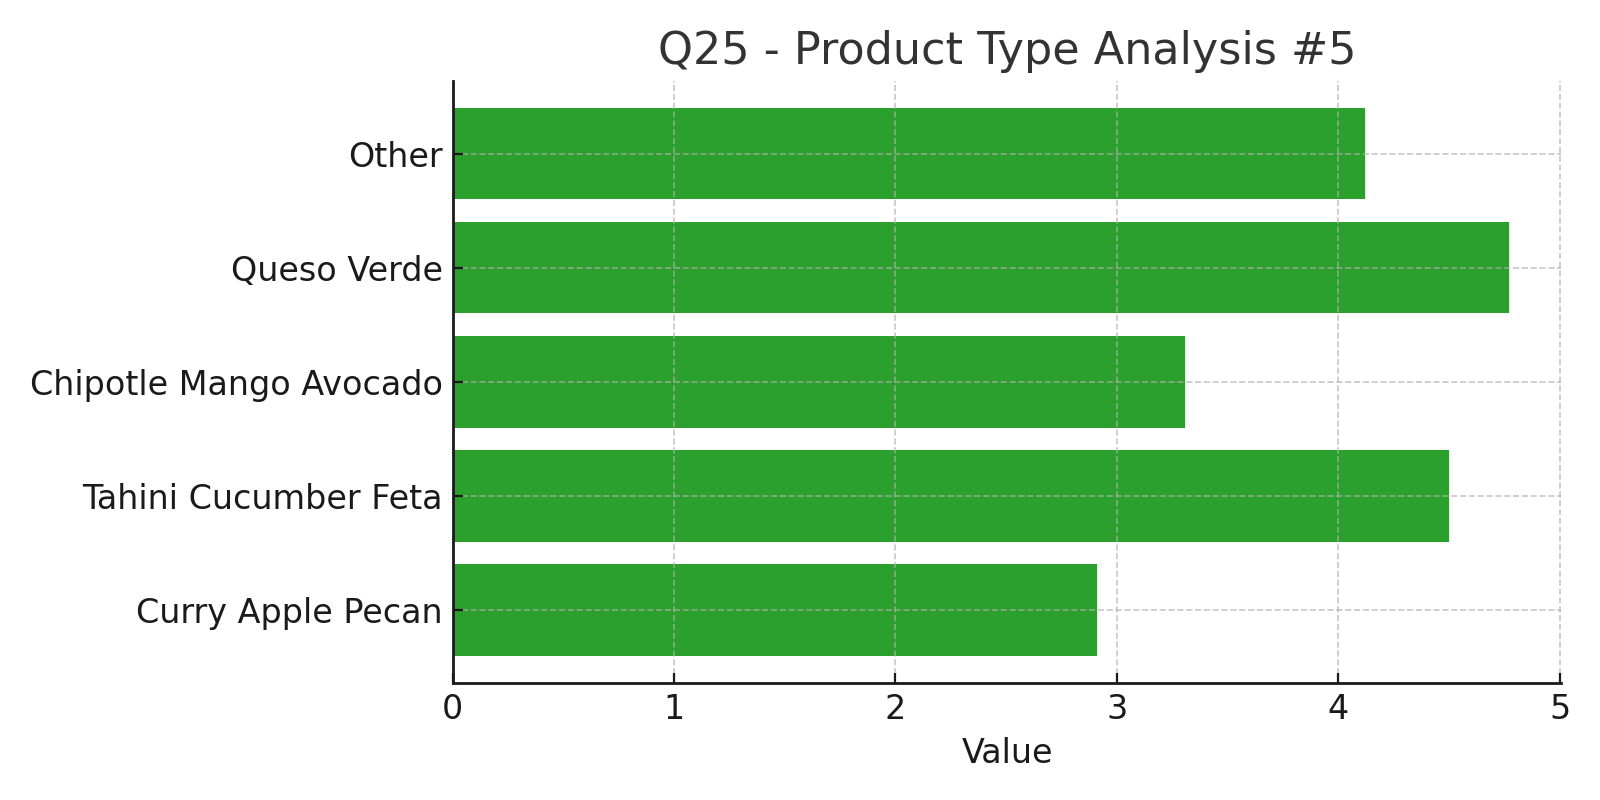 Q25 - Product Type Analysis #5
Other
Queso Verde
Chipotle Mango Avocado
Tahini Cucumber Feta
Curry Apple Pecan
0 1 2 3 4 5
Value